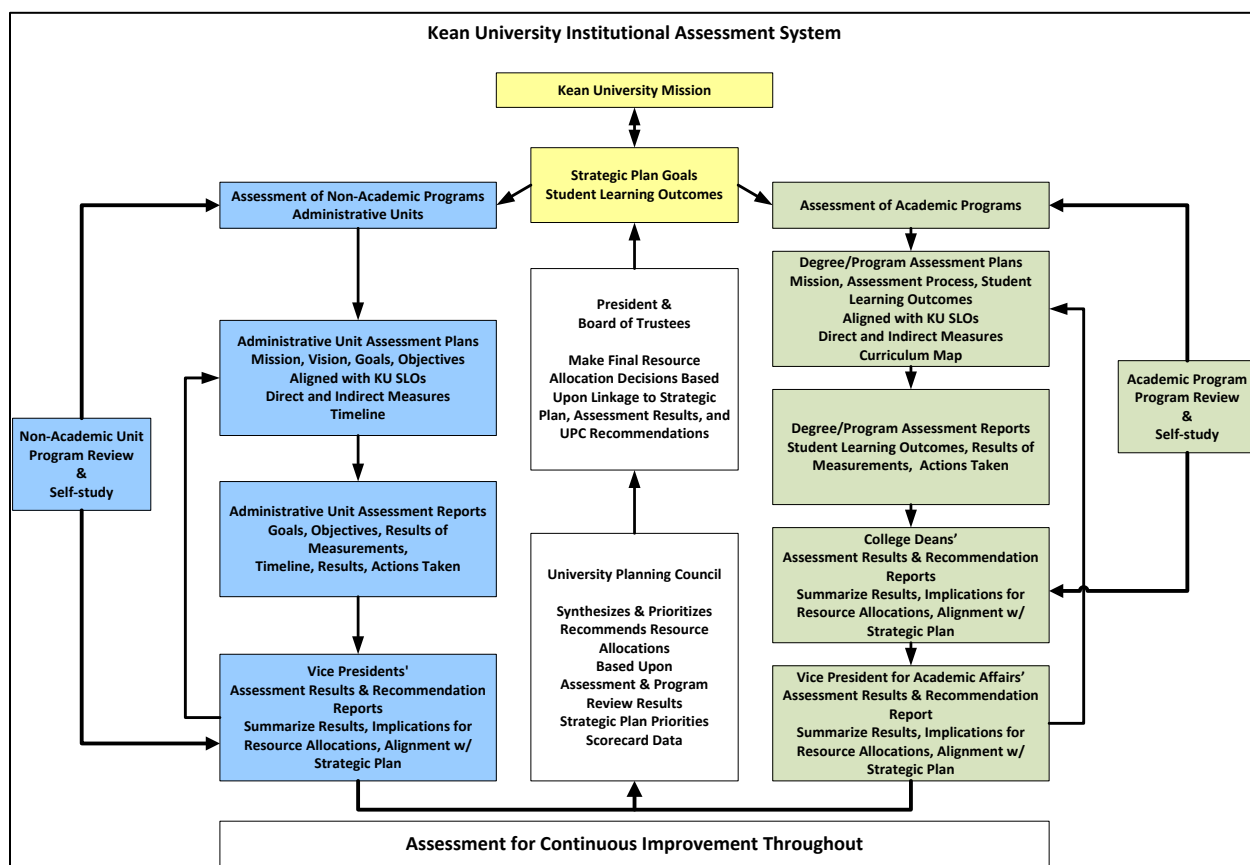 Kean University Institutional Assessment System
Kean University Mission
Strategic Plan Goals
Student Learning Outcomes
Assessment of Non-Academic Programs
Administrative Units
Administrative Unit Assessment Plans
Mission, Vision, Goals, Objectives
Aligned with KU SLOs
Direct and Indirect Measures
Timeline
Non-Academic Unit
Program Review
&
Self-study
Administrative Unit Assessment Reports
Goals, Objectives, Results of
Measurements,
Timeline, Results, Actions Taken
Vice Presidents'
Assessment Results & Recommendation
Reports
Summarize Results, Implications for
Resource Allocations, Alignment w/
Strategic Plan
President &
Board of Trustees
Make Final Resource
Allocation Decisions Based
Upon Linkage to Strategic
Plan, Assessment Results, and
UPC Recommendations
University Planning Council
Synthesizes & Prioritizes
Recommends Resource
Allocations
Based Upon
Assessment & Program
Review Results
Strategic Plan Priorities
Scorecard Data
Assessment of Academic Programs
Degree/Program Assessment Plans
Mission, Assessment Process, Student
Learning Outcomes
Aligned with KU SLOs
Direct and Indirect Measures
Curriculum Map
Degree/Program Assessment Reports
Student Learning Outcomes, Results of
Measurements, Actions Taken
Academic Program
Program Review
&
Self-study
College Deans’
Assessment Results & Recommendation
Reports
Summarize Results, Implications for
Resource Allocations, Alignment w/
Strategic Plan
Vice President for Academic Affairs’
Assessment Results & Recommendation
Report
Summarize Results, Implications for
Resource Allocations, Alignment w/
Strategic Plan
Assessment for Continuous Improvement Throughout